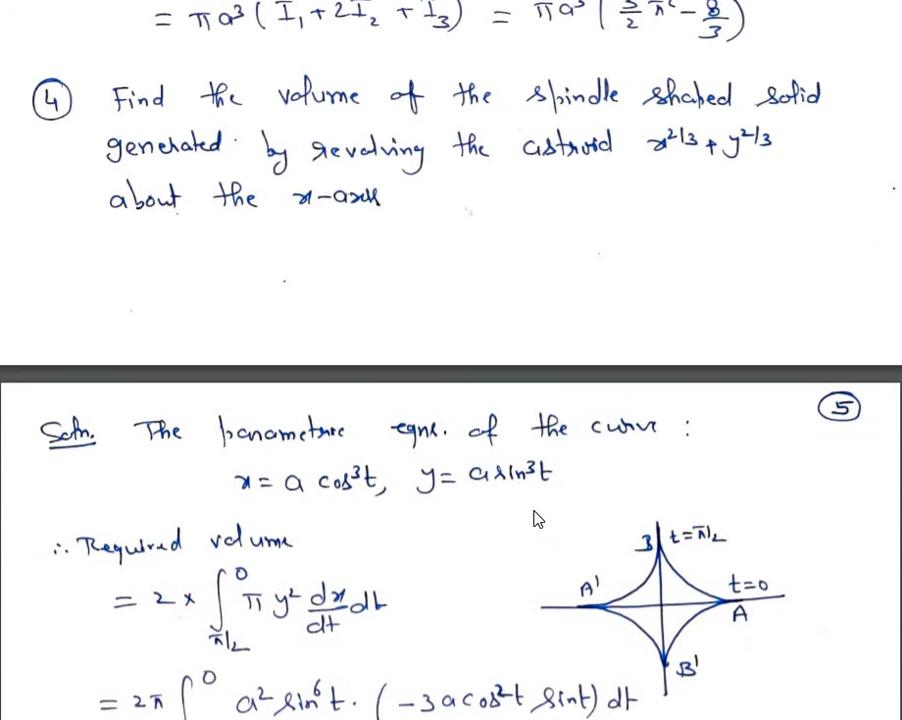 = πa³ ( I₁ + 2I₂ + I₃ ) = πa³ ( 3/2 π² - 8/3 )
④ Find the volume of the spindle shaped solid
generated by revolving the astroid x^2/3 + y^2/3
about the x-axis
⑤
Soln. The parametric eqns. of the curve :
x = a cos³t, y = a sin³t
∴ Required volume
= 2 × ∫_{π/2}^{0} π y² dx/dt dt
B t=π/2
A' t=0
A
B'
= 2π ∫^{0} a² sin⁶t · ( -3a cos²t sint) dt